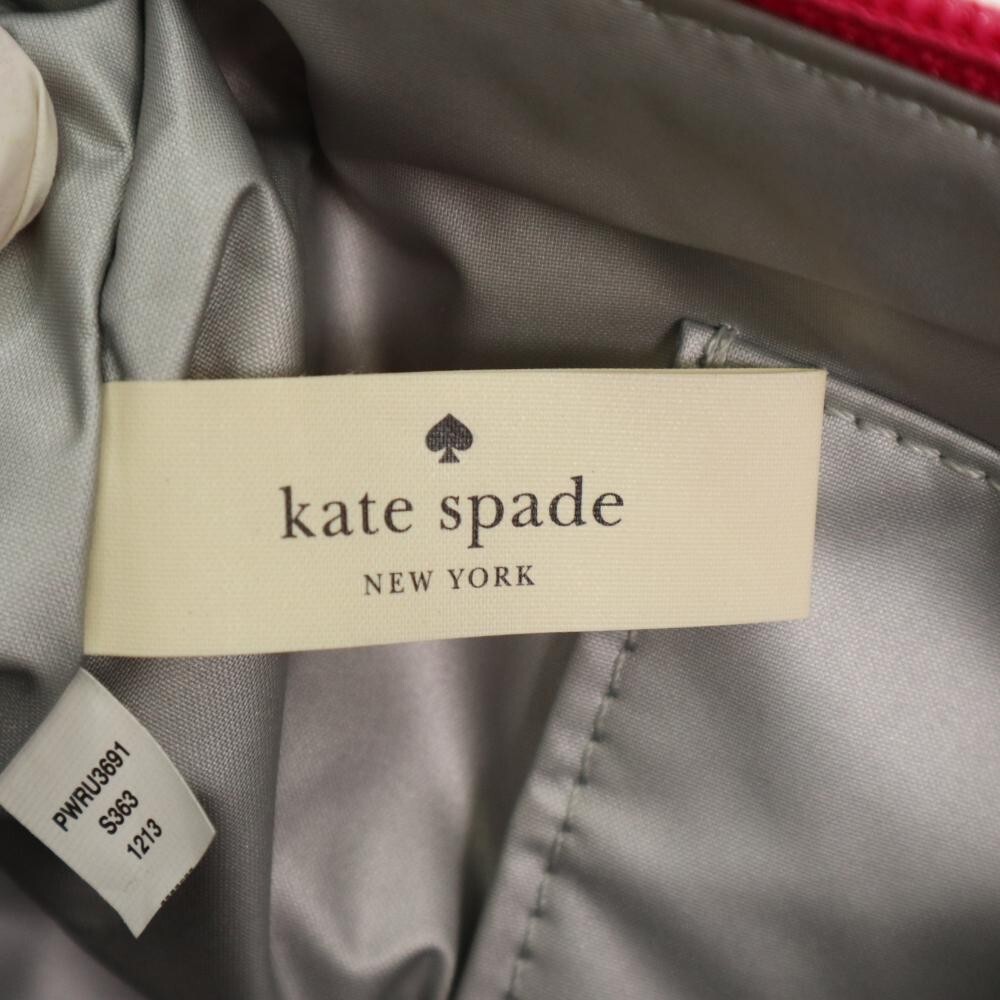 kate spade
NEW YORK
PWRU3691
S363
1213